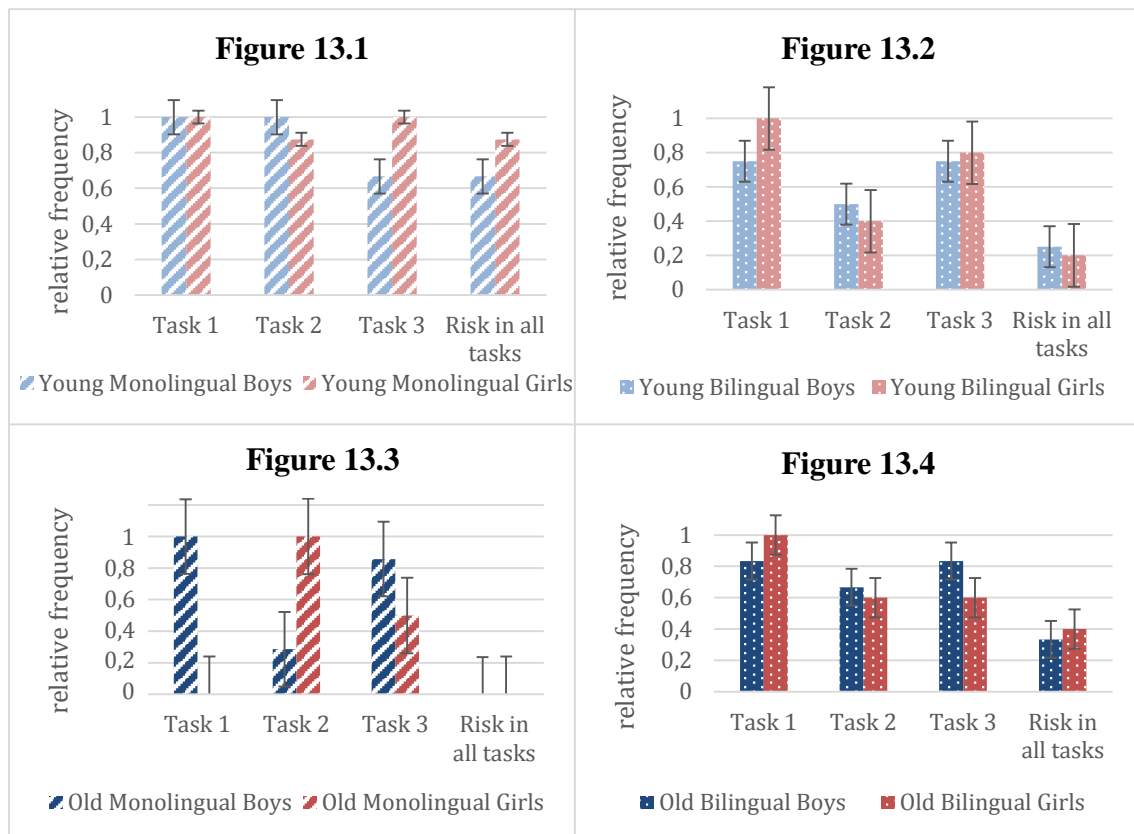 Figure 13.1
relative frequency
1
0,8
0,6
0,4
0,2
0
Task 1 Task 2 Task 3 Risk in all
tasks
Young Monolingual Boys Young Monolingual Girls
Figure 13.2
relative frequency
1
0,8
0,6
0,4
0,2
0
Task 1 Task 2 Task 3 Risk in all
tasks
Young Bilingual Boys Young Bilingual Girls
Figure 13.3
relative frequency
1
0,8
0,6
0,4
0,2
0
Task 1 Task 2 Task 3 Risk in
all tasks
Old Monolingual Boys Old Monolingual Girls
Figure 13.4
relative frequency
1
0,8
0,6
0,4
0,2
0
Task 1 Task 2 Task 3 Risk in
all tasks
Old Bilingual Boys Old Bilingual Girls